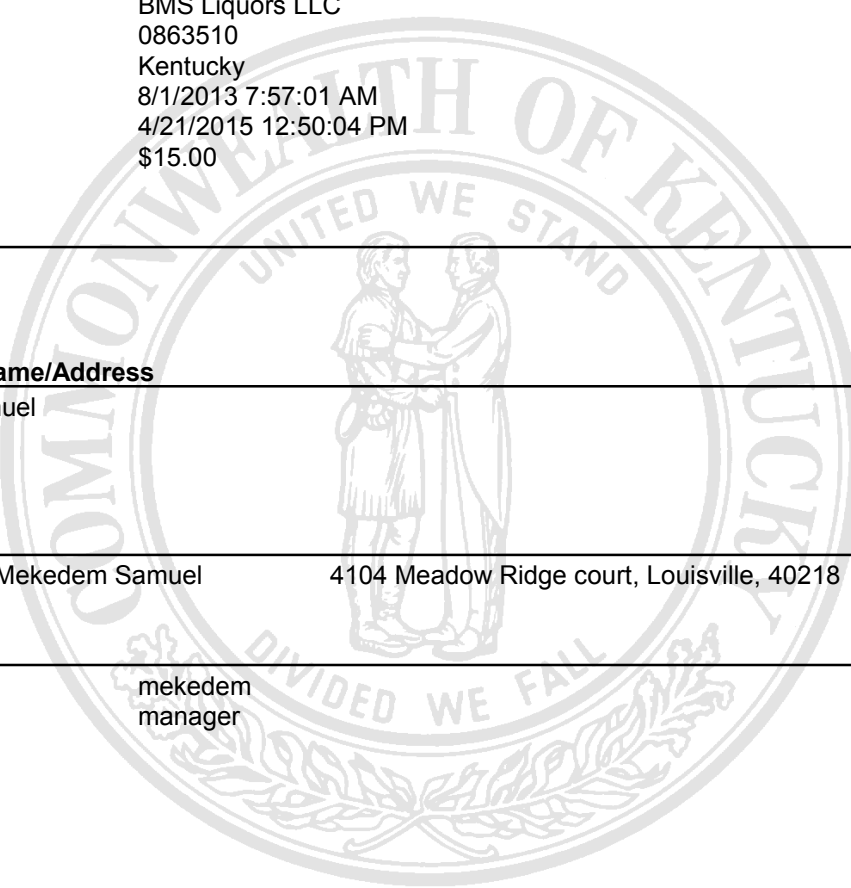 BMS Liquors LLC
0863510
Kentucky
8/1/2013 7:57:01 AM
4/21/2015 12:50:04 PM
$15.00
COMMONWEALTH OF KENTUCKY
UNITED WE STAND
ame/Address
uel
Mekedem Samuel 4104 Meadow Ridge court, Louisville, 40218
DIVIDED WE FALL
mekedem
manager